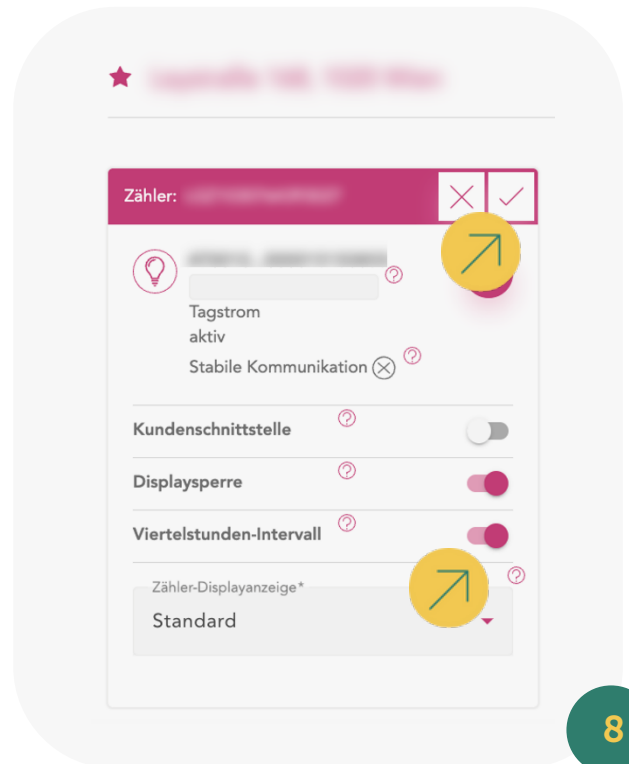 Zähler:
Tagstrom
aktiv
Stabile Kommunikation
Kundenschnittstelle
Displaysperre
Viertelstunden-Intervall
Zähler-Displayanzeige*
Standard
8